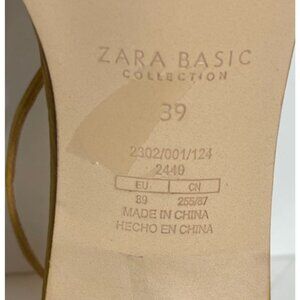 ZARA BASIC
COLLECTION
39
2302/001/124
2440
EU CN
39 255/87
MADE IN CHINA
HECHO EN CHINA